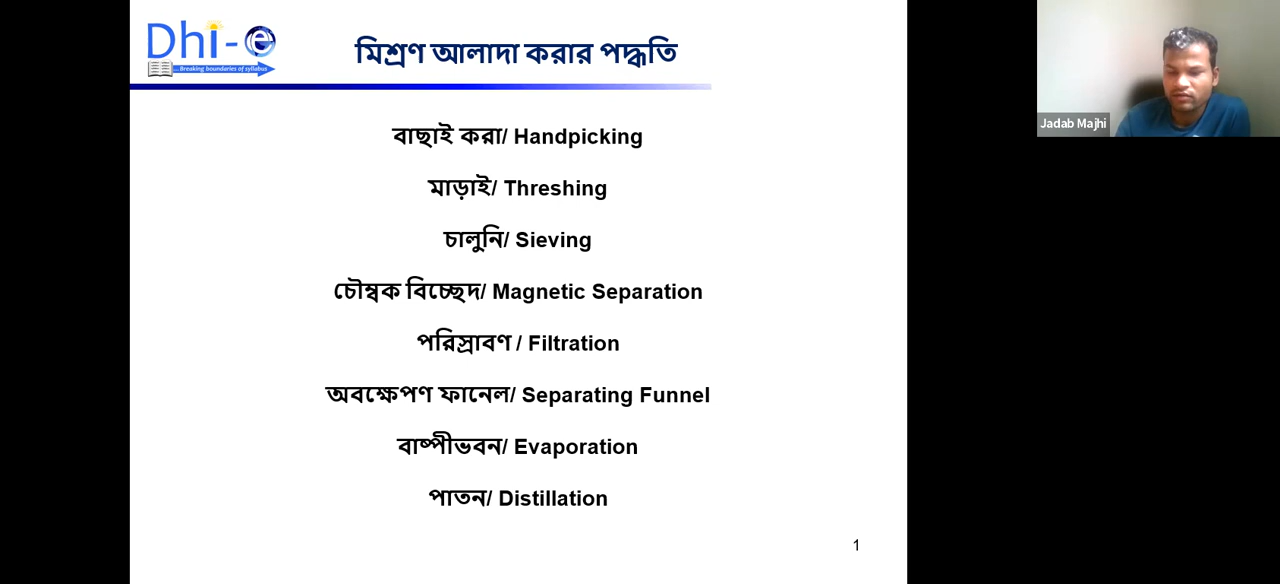 Dhi-e
... Breaking boundaries of syllabus
মিশ্রণ আলাদা করার পদ্ধতি
বাছাই করা/ Handpicking
মাড়াই/ Threshing
চালুনি/ Sieving
চৌম্বক বিচ্ছেদ/ Magnetic Separation
পরিস্রাবণ / Filtration
অবক্ষেপণ ফানেল/ Separating Funnel
বাষ্পীভবন/ Evaporation
পাতন/ Distillation
1
Jadab Majhi